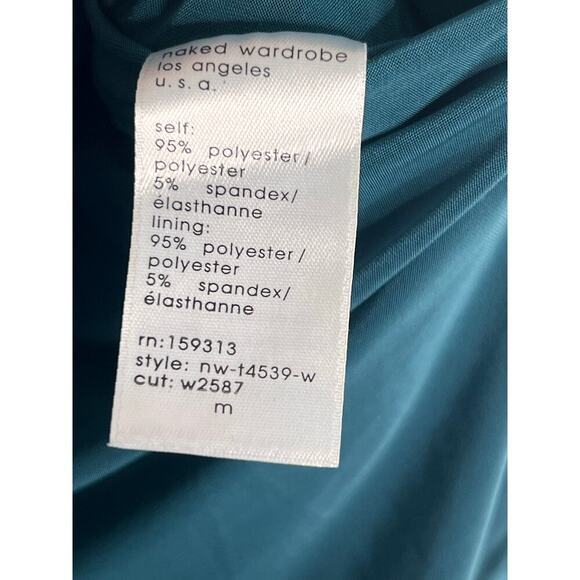 naked wardrobe
los angeles
u.s.a.
self:
95% polyester/
polyester
5% spandex/
élasthanne
lining:
95% polyester/
polyester
5% spandex/
élasthanne
rn:159313
style: nw-t4539-w
cut: w2587
m